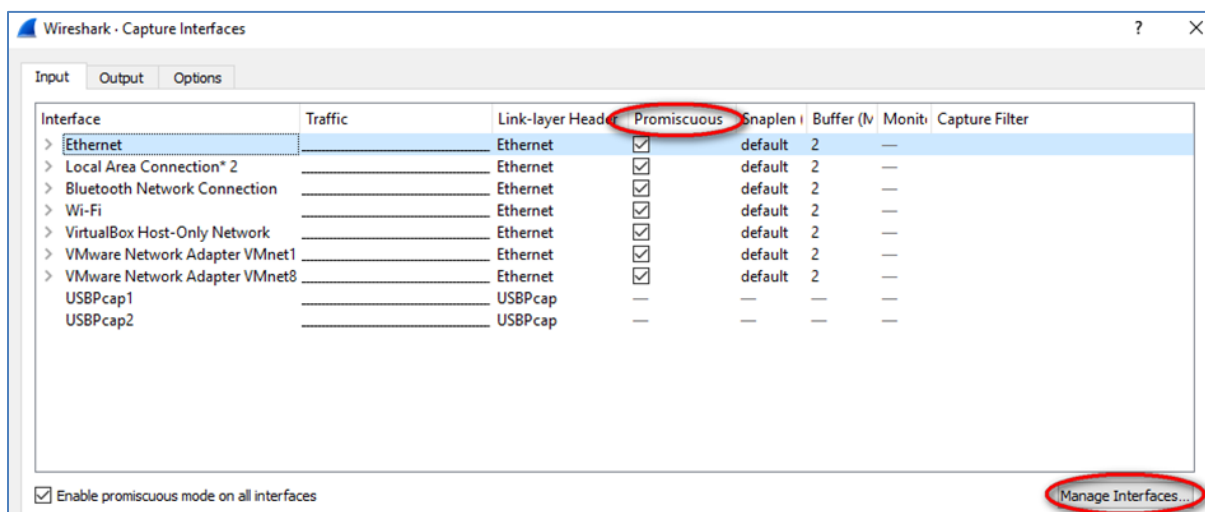 Wireshark · Capture Interfaces ? ×
Input Output Options
Interface Traffic Link-layer Header Promiscuous Snaplen ( Buffer (M Monit Capture Filter
Ethernet Ethernet default 2 —
Local Area Connection* 2 Ethernet default 2 —
Bluetooth Network Connection Ethernet default 2 —
Wi-Fi Ethernet default 2 —
VirtualBox Host-Only Network Ethernet default 2 —
VMware Network Adapter VMnet1 Ethernet default 2 —
VMware Network Adapter VMnet8 Ethernet default 2 —
USBPcap1 USBPcap — — — —
USBPcap2 USBPcap — — — —
Enable promiscuous mode on all interfaces Manage Interfaces...